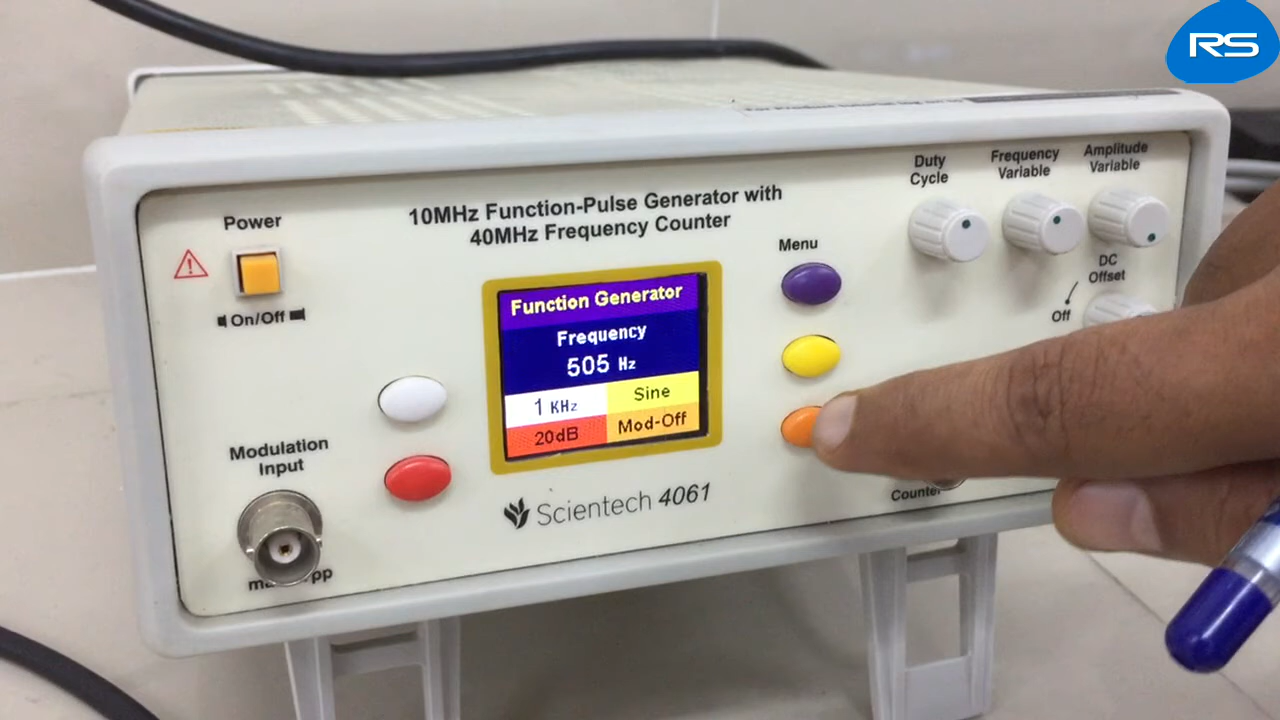 RS
Duty
Cycle
Frequency
Variable
Amplitude
Variable
Power
10MHz Function-Pulse Generator with
40MHz Frequency Counter
Menu
DC
Offset
Off
On/Off
Function Generator
Frequency
505 Hz
1 KHz
Sine
20dB
Mod-Off
Modulation
Input
Counter
Scientech 4061
pp